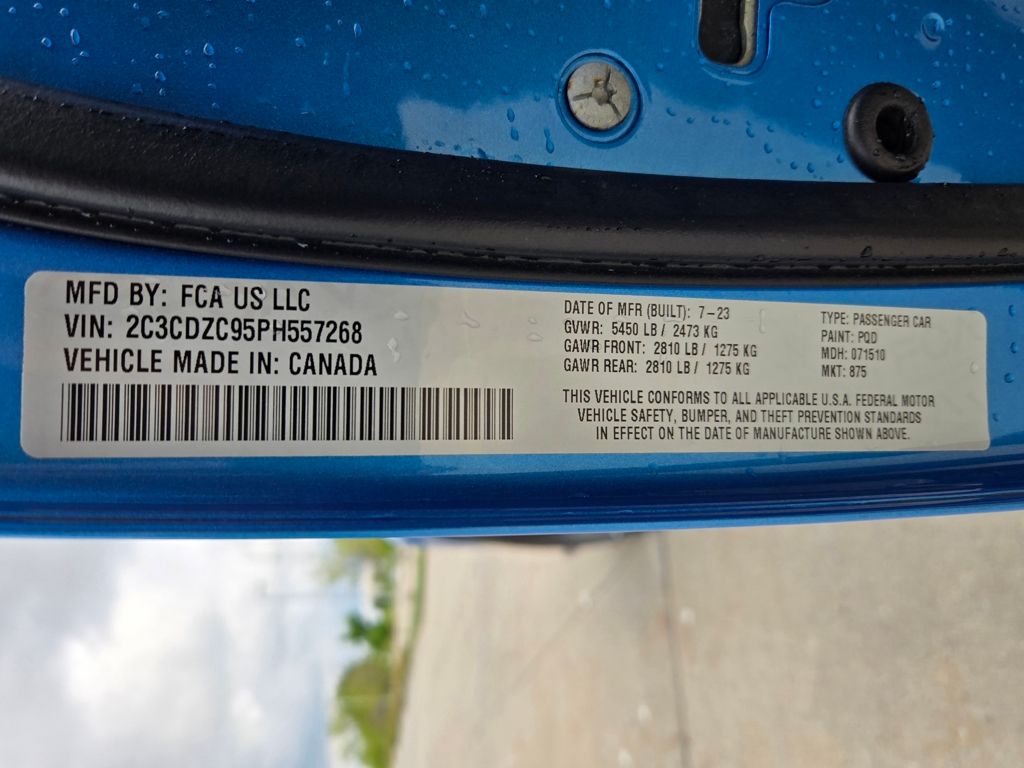 MFD BY: FCA US LLC
VIN: 2C3CDZC95PH557268
VEHICLE MADE IN: CANADA
DATE OF MFR (BUILT): 7-23
GVWR: 5450 LB / 2473 KG
GAWR FRONT: 2810 LB / 1275 KG
GAWR REAR: 2810 LB / 1275 KG
TYPE: PASSENGER CAR
PAINT: PQD
MDH: 071510
MKT: 875
THIS VEHICLE CONFORMS TO ALL APPLICABLE U.S.A. FEDERAL MOTOR
VEHICLE SAFETY, BUMPER, AND THEFT PREVENTION STANDARDS
IN EFFECT ON THE DATE OF MANUFACTURE SHOWN ABOVE.